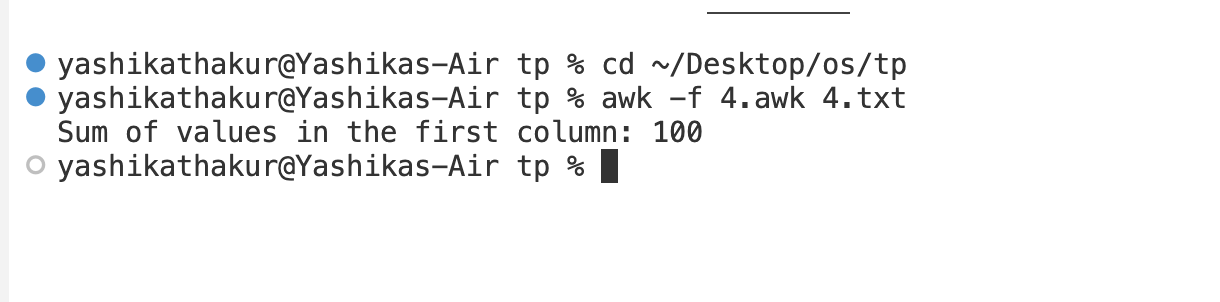 yashikathakur@Yashikas-Air tp % cd ~/Desktop/os/tp
yashikathakur@Yashikas-Air tp % awk -f 4.awk 4.txt
Sum of values in the first column: 100
yashikathakur@Yashikas-Air tp %